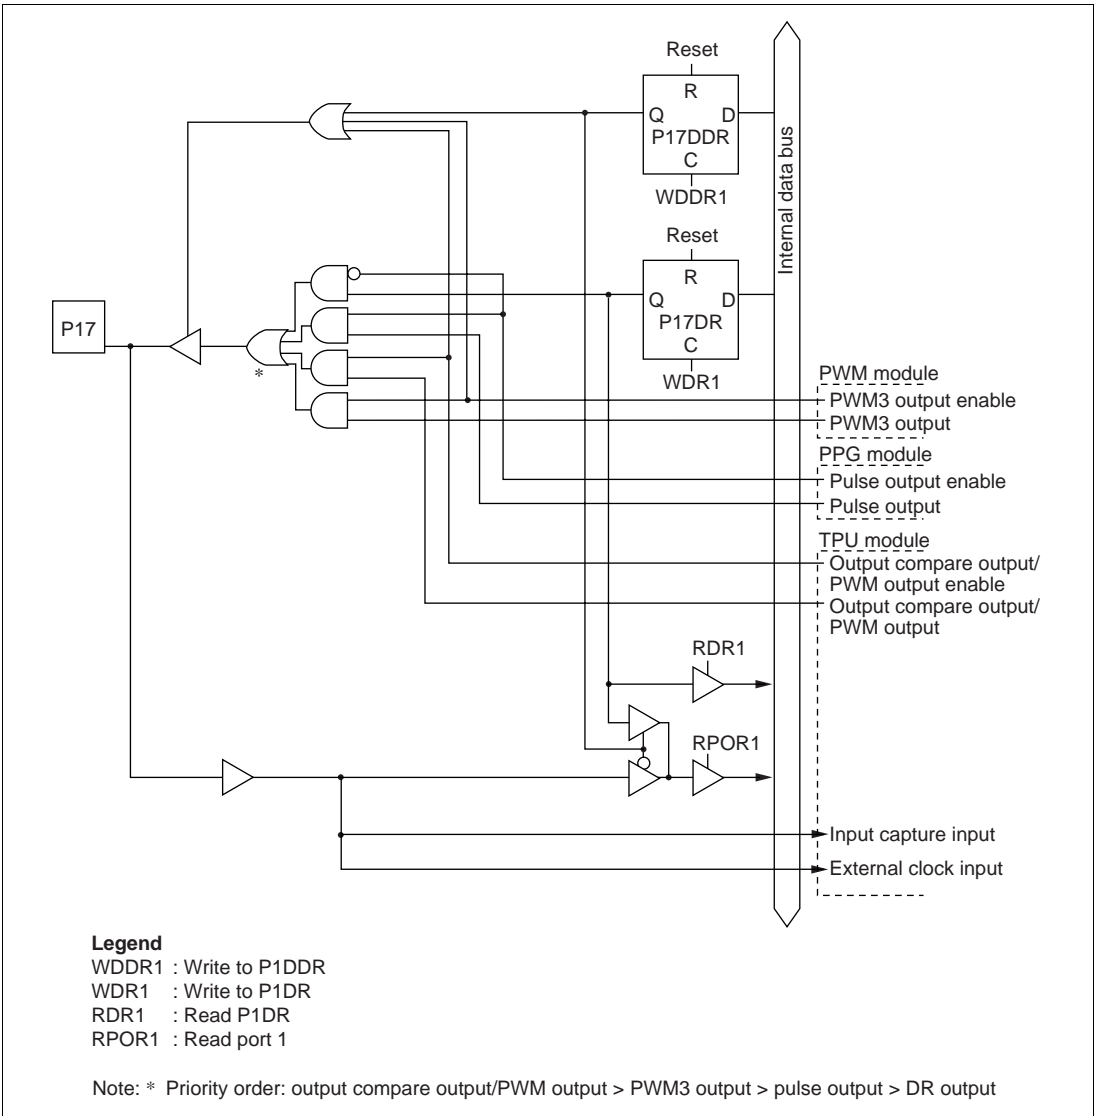 Reset
R
Q D
P17DDR
C
WDDR1
Internal data bus
Reset
R
Q D
P17DR
C
WDR1
P17
*
PWM module
PWM3 output enable
PWM3 output
PPG module
Pulse output enable
Pulse output
TPU module
Output compare output/
PWM output enable
Output compare output/
PWM output
RDR1
RPOR1
Input capture input
External clock input
Legend
WDDR1 : Write to P1DDR
WDR1 : Write to P1DR
RDR1 : Read P1DR
RPOR1 : Read port 1
Note: * Priority order: output compare output/PWM output > PWM3 output > pulse output > DR output